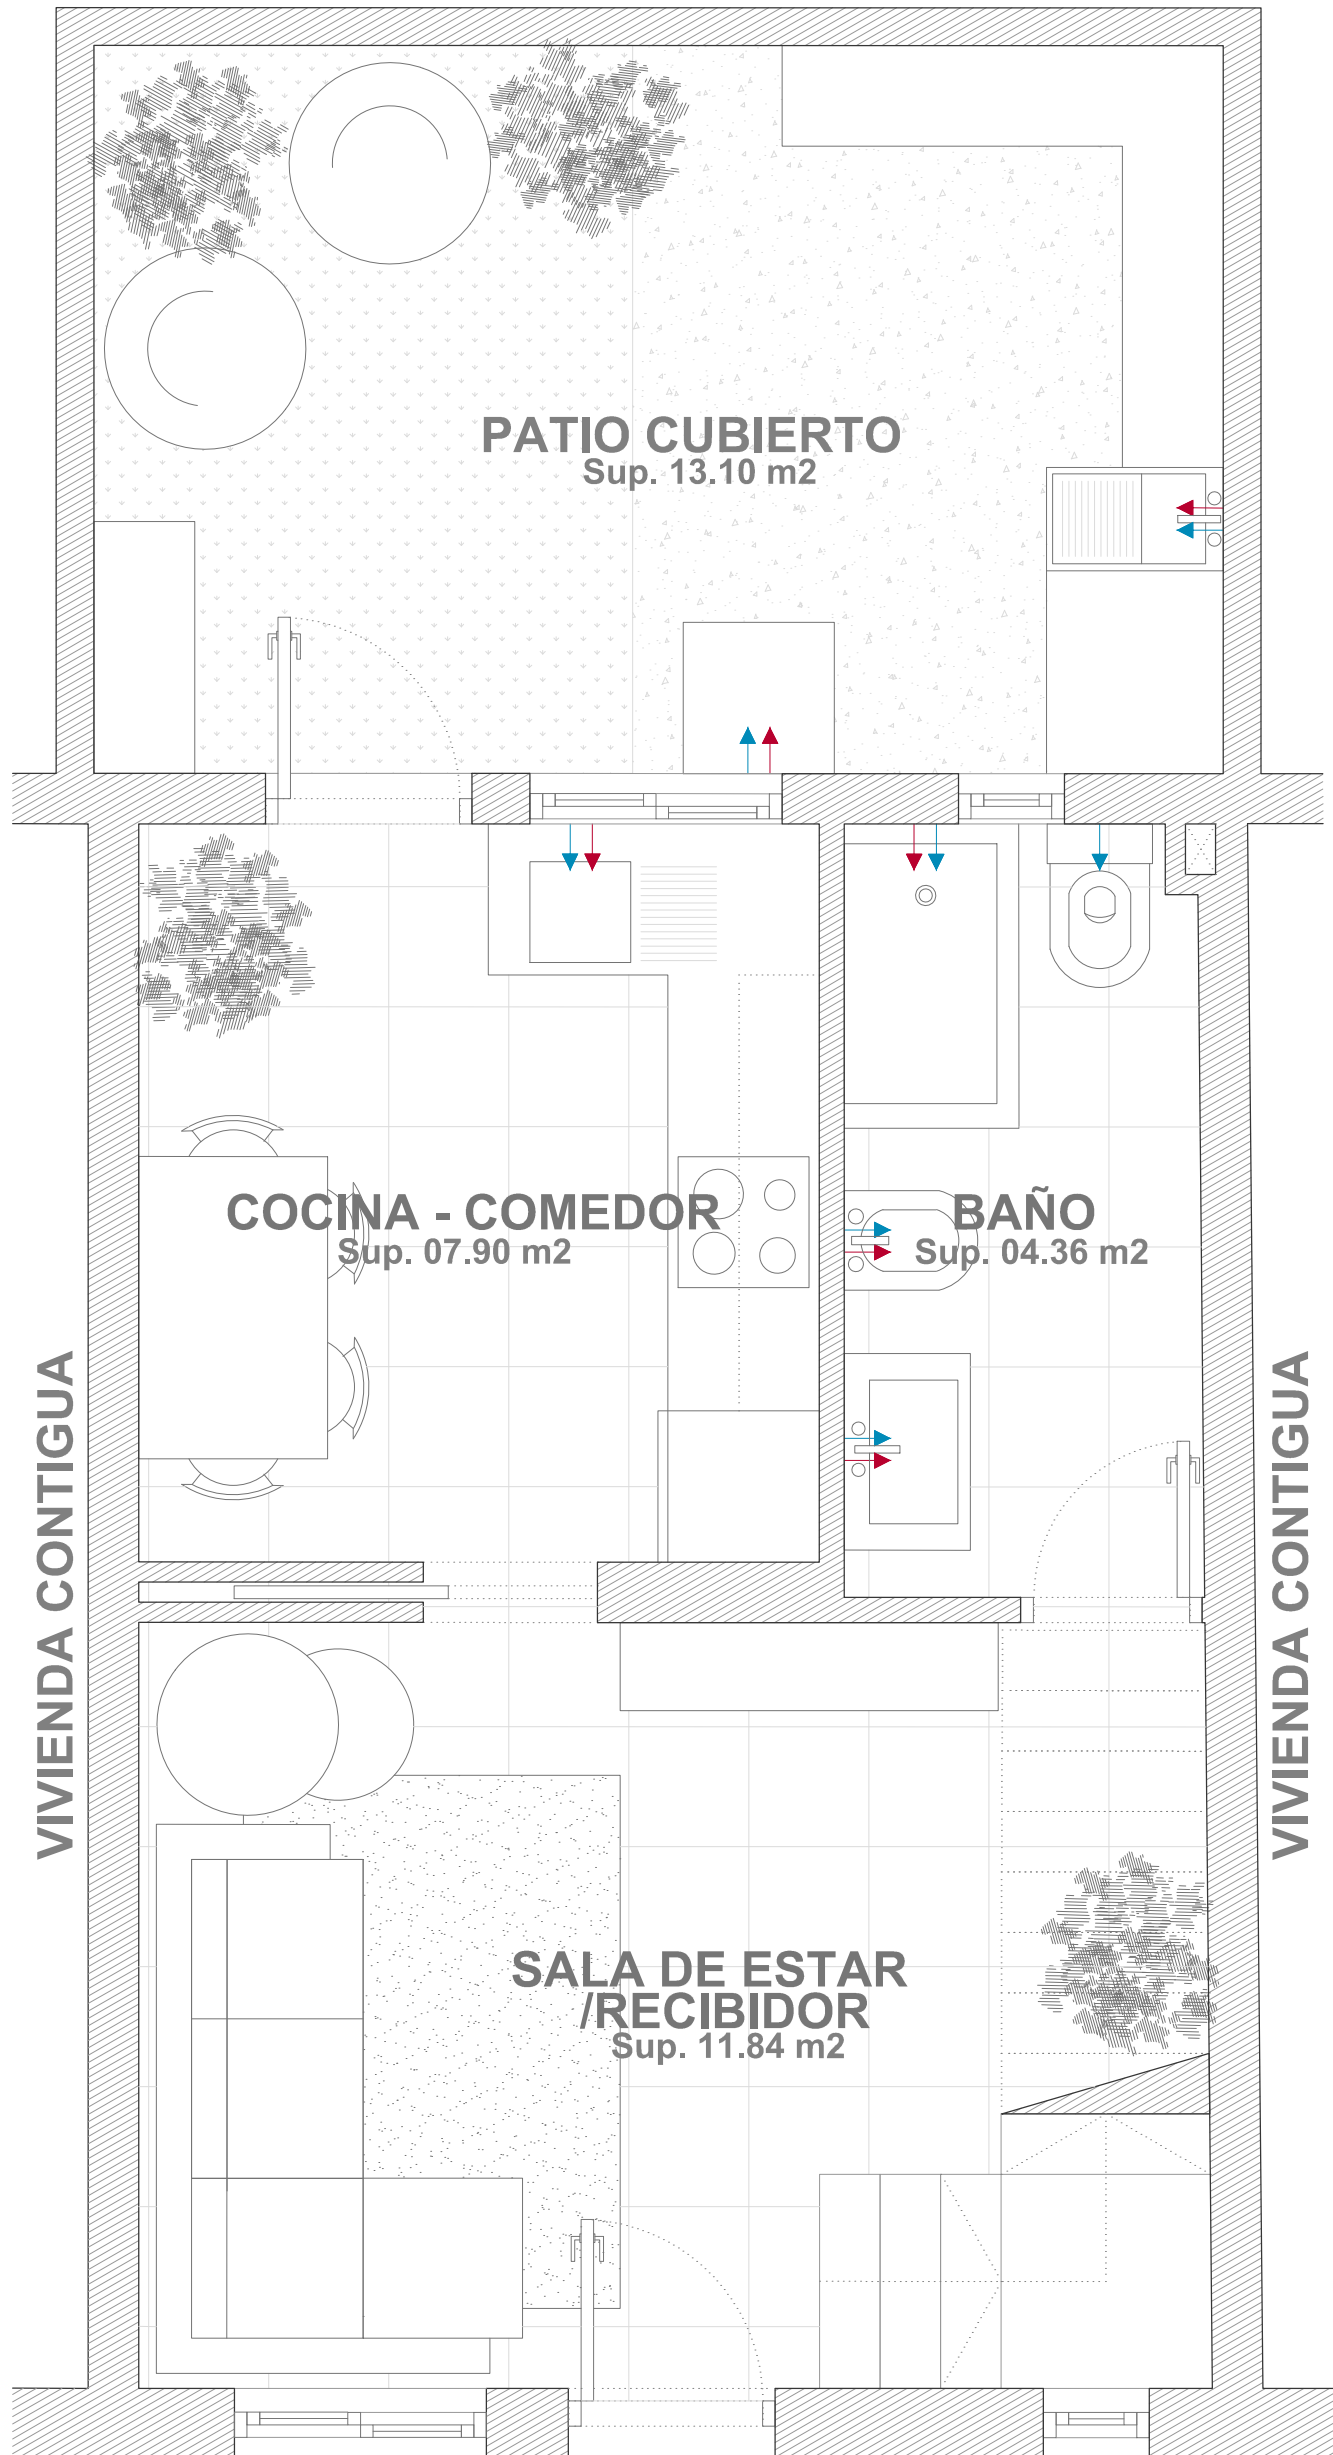 PATIO CUBIERTO
Sup. 13.10 m2
COCINA - COMEDOR
Sup. 07.90 m2
BAÑO
Sup. 04.36 m2
VIVIENDA CONTIGUA
VIVIENDA CONTIGUA
SALA DE ESTAR
/RECIBIDOR
Sup. 11.84 m2